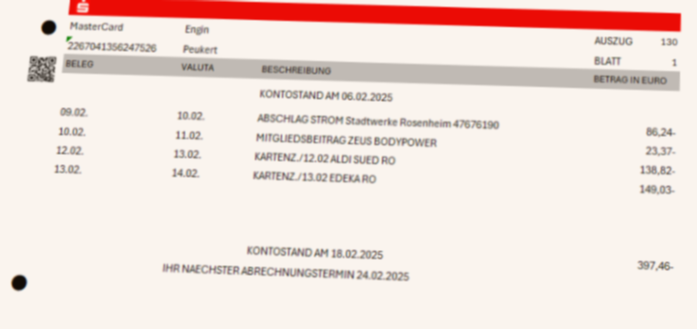 MasterCard Engin AUSZUG 130
2267041356247526 Peukert BLATT 1
BELEG VALUTA BESCHREIBUNG BETRAG IN EURO
KONTOSTAND AM 06.02.2025
09.02. 10.02. ABSCHLAG STROM Stadtwerke Rosenheim 47676190 86,24-
10.02. 11.02. MITGLIEDSBEITRAG ZEUS BODYPOWER 23,37-
12.02. 13.02. KARTENZ./12.02 ALDI SUED RO 138,82-
13.02. 14.02. KARTENZ./13.02 EDEKA RO 149,03-
KONTOSTAND AM 18.02.2025 397,46-
IHR NAECHSTER ABRECHNUNGSTERMIN 24.02.2025